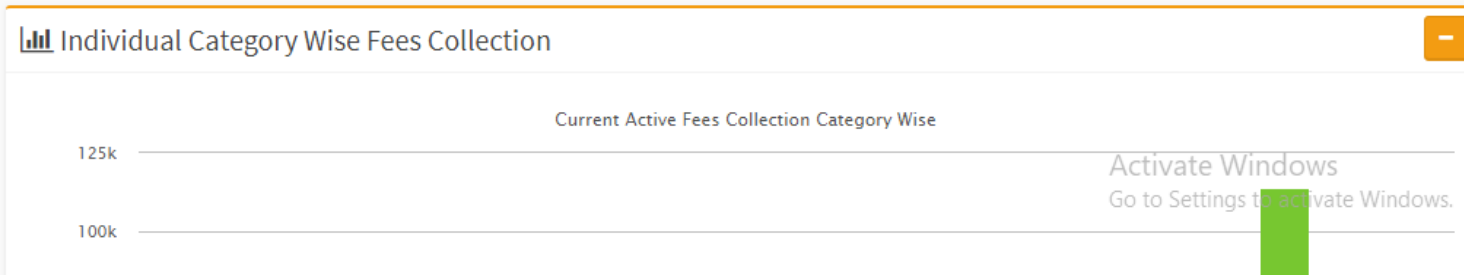 Individual Category Wise Fees Collection
Current Active Fees Collection Category Wise
125k
Activate Windows
Go to Settings to activate Windows.
100k